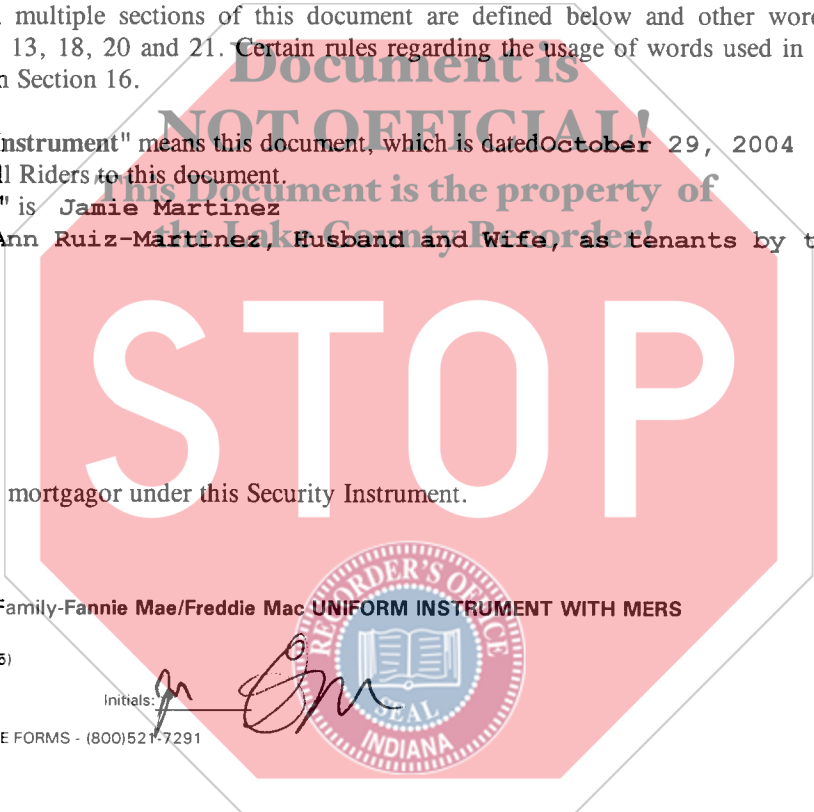 multiple sections of this document are defined below and other
13, 18, 20 and 21. Certain rules regarding the usage of words used in
Section 16.
Document is
NOT OFFICIAL!
Instrument" means this document, which is dated October 29, 2004
Riders to this document.
This Document is the property of
" is Jamie Martinez
the Lake County Recorder!
Ann Ruiz-Martinez, Husband and Wife, as tenants by
STOP
mortgagor under this Security Instrument.
RECORDER'S OFFICE
Family-Fannie Mae/Freddie Mac UNIFORM INSTRUMENT WITH MERS
Initials: JM
SEAL
INDIANA
FORMS - (800)521-7291